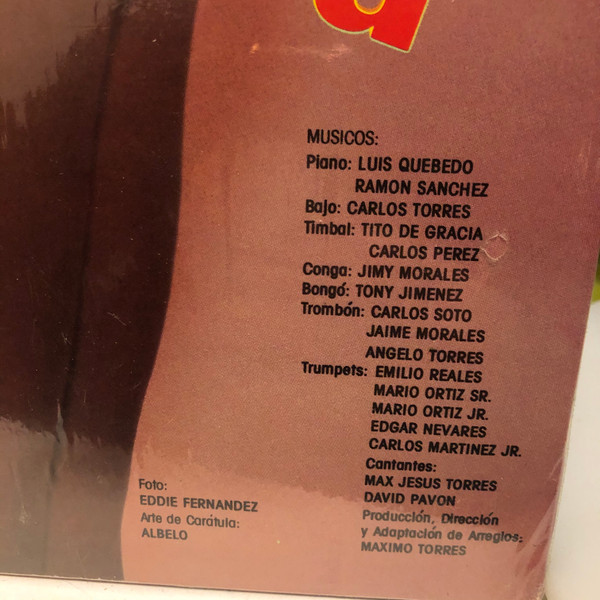 a
MUSICOS:
Piano: LUIS QUEBEDO
RAMON SANCHEZ
Bajo: CARLOS TORRES
Timbal: TITO DE GRACIA
CARLOS PEREZ
Conga: JIMY MORALES
Bongó: TONY JIMENEZ
Trombón: CARLOS SOTO
JAIME MORALES
ANGELO TORRES
Trumpets: EMILIO REALES
MARIO ORTIZ SR.
MARIO ORTIZ JR.
EDGAR NEVARES
CARLOS MARTINEZ JR.
Cantantes:
MAX JESUS TORRES
DAVID PAVON
Producción, Dirección
y Adaptación de Arreglos:
MAXIMO TORRES
Foto:
EDDIE FERNANDEZ
Arte de Carátula:
ALBELO